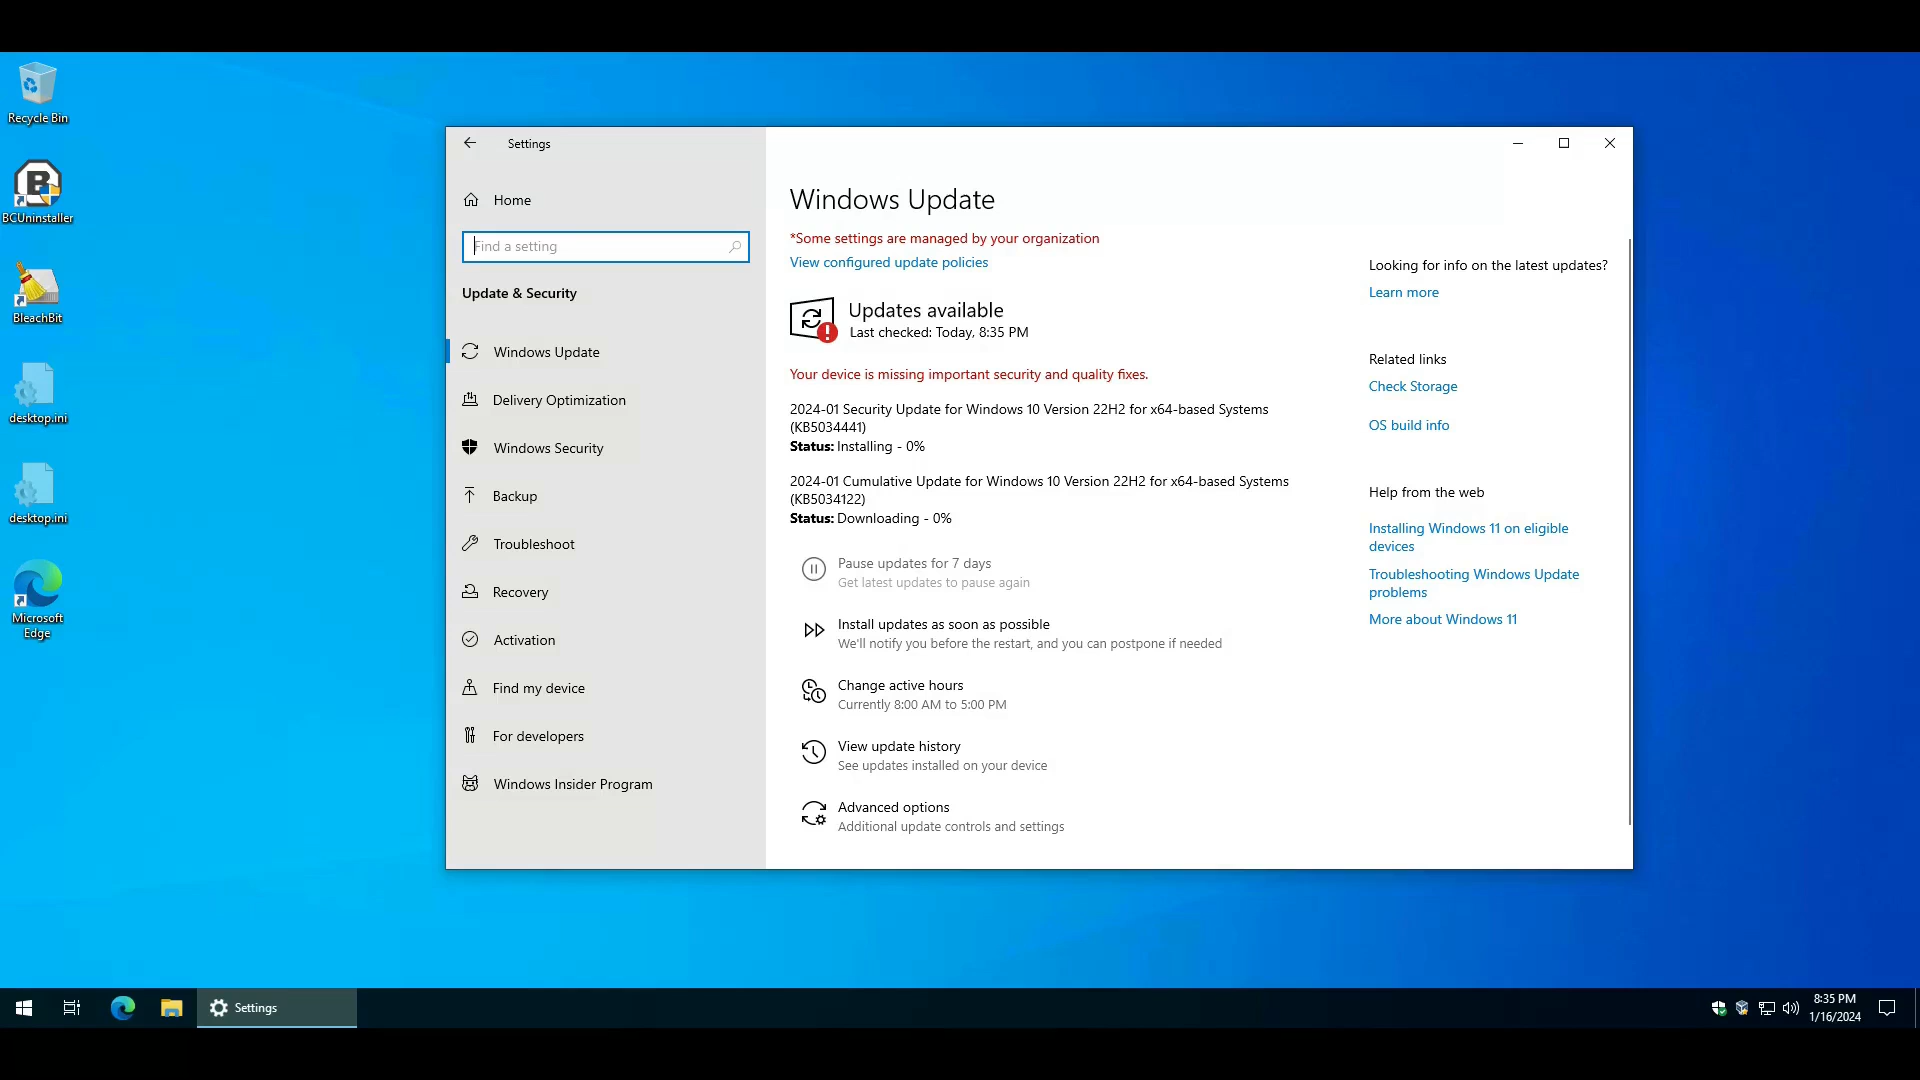 Recycle Bin
BCUninstaller
BleachBit
desktop.ini
desktop.ini
Microsoft
Edge
Settings
Home
Find a setting
Update & Security
Windows Update
Delivery Optimization
Windows Security
Backup
Troubleshoot
Recovery
Activation
Find my device
For developers
Windows Insider Program
Windows Update
*Some settings are managed by your organization
View configured update policies
Updates available
Last checked: Today, 8:35 PM
Your device is missing important security and quality fixes.
2024-01 Security Update for Windows 10 Version 22H2 for x64-based Systems
(KB5034441)
Status: Installing - 0%
2024-01 Cumulative Update for Windows 10 Version 22H2 for x64-based Systems
(KB5034122)
Status: Downloading - 0%
Pause updates for 7 days
Get latest updates to pause again
Install updates as soon as possible
We'll notify you before the restart, and you can postpone if needed
Change active hours
Currently 8:00 AM to 5:00 PM
View update history
See updates installed on your device
Advanced options
Additional update controls and settings
Looking for info on the latest updates?
Learn more
Related links
Check Storage
OS build info
Help from the web
Installing Windows 11 on eligible
devices
Troubleshooting Windows Update
problems
More about Windows 11
Settings
8:35 PM
1/16/2024